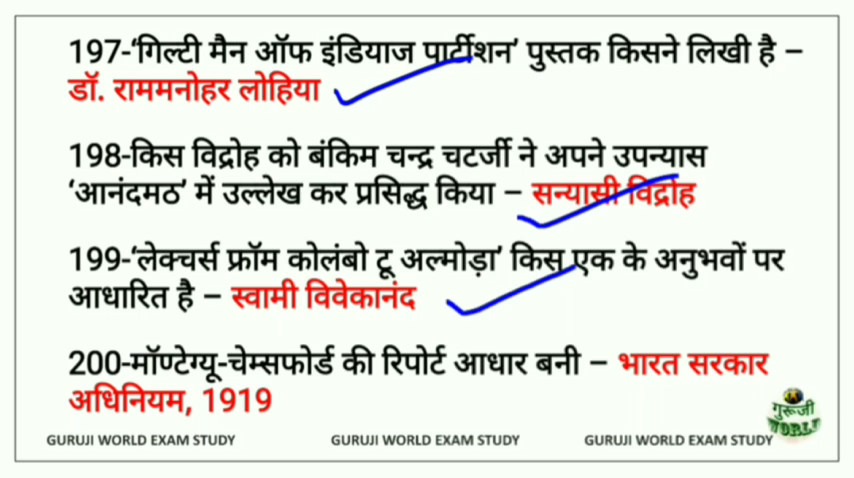 197-‘गिल्टी मैन ऑफ इंडियाज पार्टीशन’ पुस्तक किसने लिखी है –
डॉ. राममनोहर लोहिया
198-किस विद्रोह को बंकिम चन्द्र चटर्जी ने अपने उपन्यास
‘आनंदमठ’ में उल्लेख कर प्रसिद्ध किया – सन्यासी विद्रोह
199-‘लेक्चर्स फ्रॉम कोलंबो टू अल्मोड़ा’ किस एक के अनुभवों पर
आधारित है – स्वामी विवेकानंद
200-मॉण्टेग्यू-चेम्सफोर्ड की रिपोर्ट आधार बनी – भारत सरकार
अधिनियम, 1919
गुरूजी
WORLD
GURUJI WORLD EXAM STUDY GURUJI WORLD EXAM STUDY GURUJI WORLD EXAM STUDY